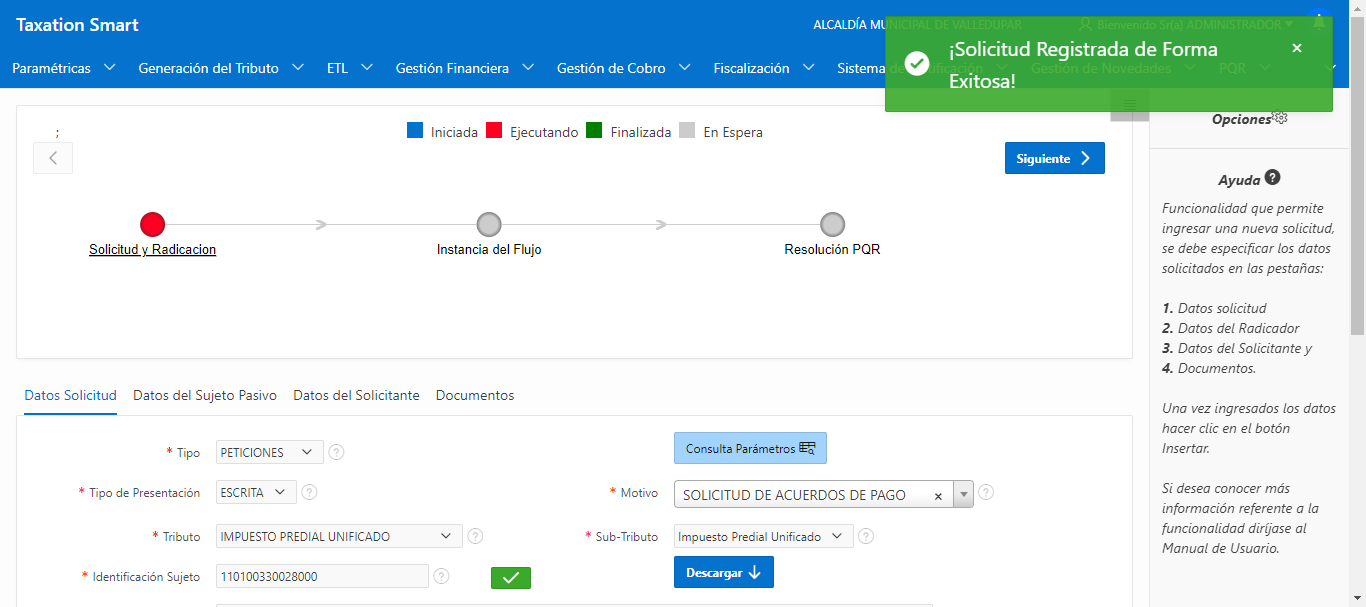 Taxation Smart
ALCALDÍA MUNICIPAL DE VALLEDUPAR
Bienvenido Sr(a) ADMINISTRADOR
¡Solicitud Registrada de Forma
Exitosa!
×
Paramétricas
Generación del Tributo
ETL
Gestión Financiera
Gestión de Cobro
Fiscalización
Sistema de
Gestión de Novedades
PQR
;
Iniciada
Ejecutando
Finalizada
En Espera
Siguiente
Solicitud y Radicacion
Instancia del Flujo
Resolución PQR
Opciones
Ayuda
Funcionalidad que permite
ingresar una nueva solicitud,
se debe especificar los datos
solicitados en las pestañas:
1. Datos solicitud
2. Datos del Radicador
3. Datos del Solicitante y
4. Documentos.
Una vez ingresados los datos
hacer clic en el botón
Insertar.
Si desea conocer más
información referente a la
funcionalidad diríjase al
Manual de Usuario.
Datos Solicitud
Datos del Sujeto Pasivo
Datos del Solicitante
Documentos
* Tipo
PETICIONES
Consulta Parámetros
* Tipo de Presentación
ESCRITA
* Motivo
SOLICITUD DE ACUERDOS DE PAGO
×
* Tributo
IMPUESTO PREDIAL UNIFICADO
* Sub-Tributo
Impuesto Predial Unificado
* Identificación Sujeto
110100330028000
Descargar